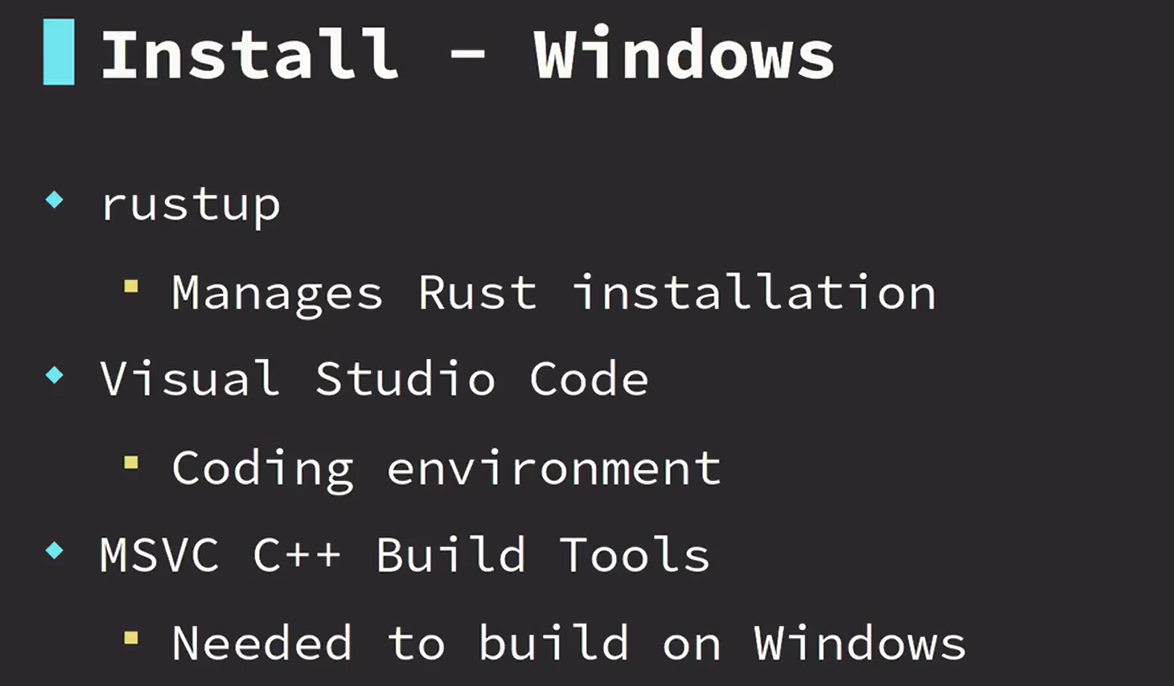 Install - Windows
rustup
Manages Rust installation
Visual Studio Code
Coding environment
MSVC C++ Build Tools
Needed to build on Windows